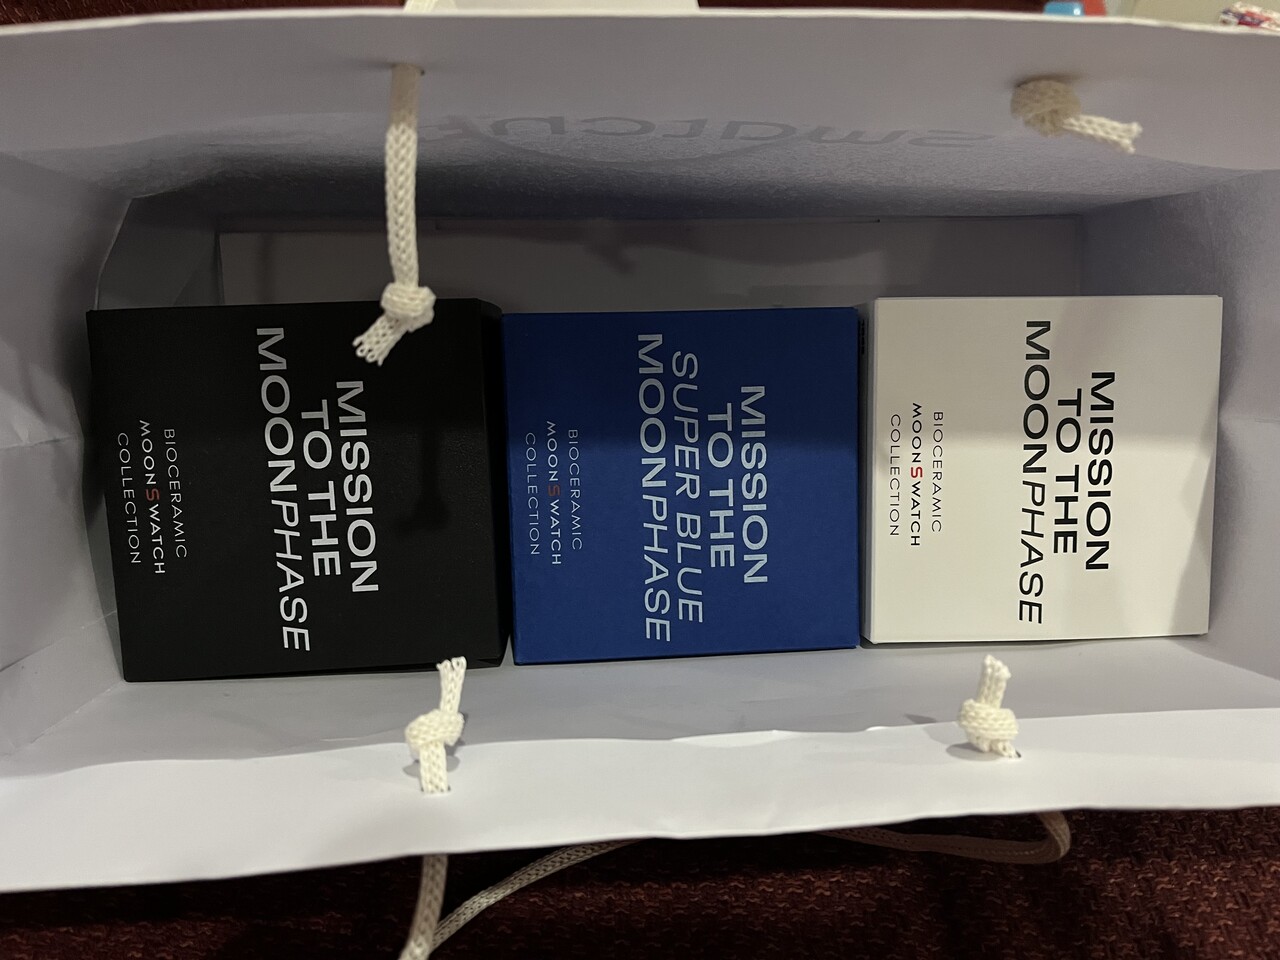 MISSION
TO THE
MOONPHASE
BIOCERAMIC
MOONSWATCH
COLLECTION
MISSION
TO THE
SUPER BLUE
MOONPHASE
BIOCERAMIC
MOONSWATCH
COLLECTION
MISSION
TO THE
MOONPHASE
BIOCERAMIC
MOONSWATCH
COLLECTION